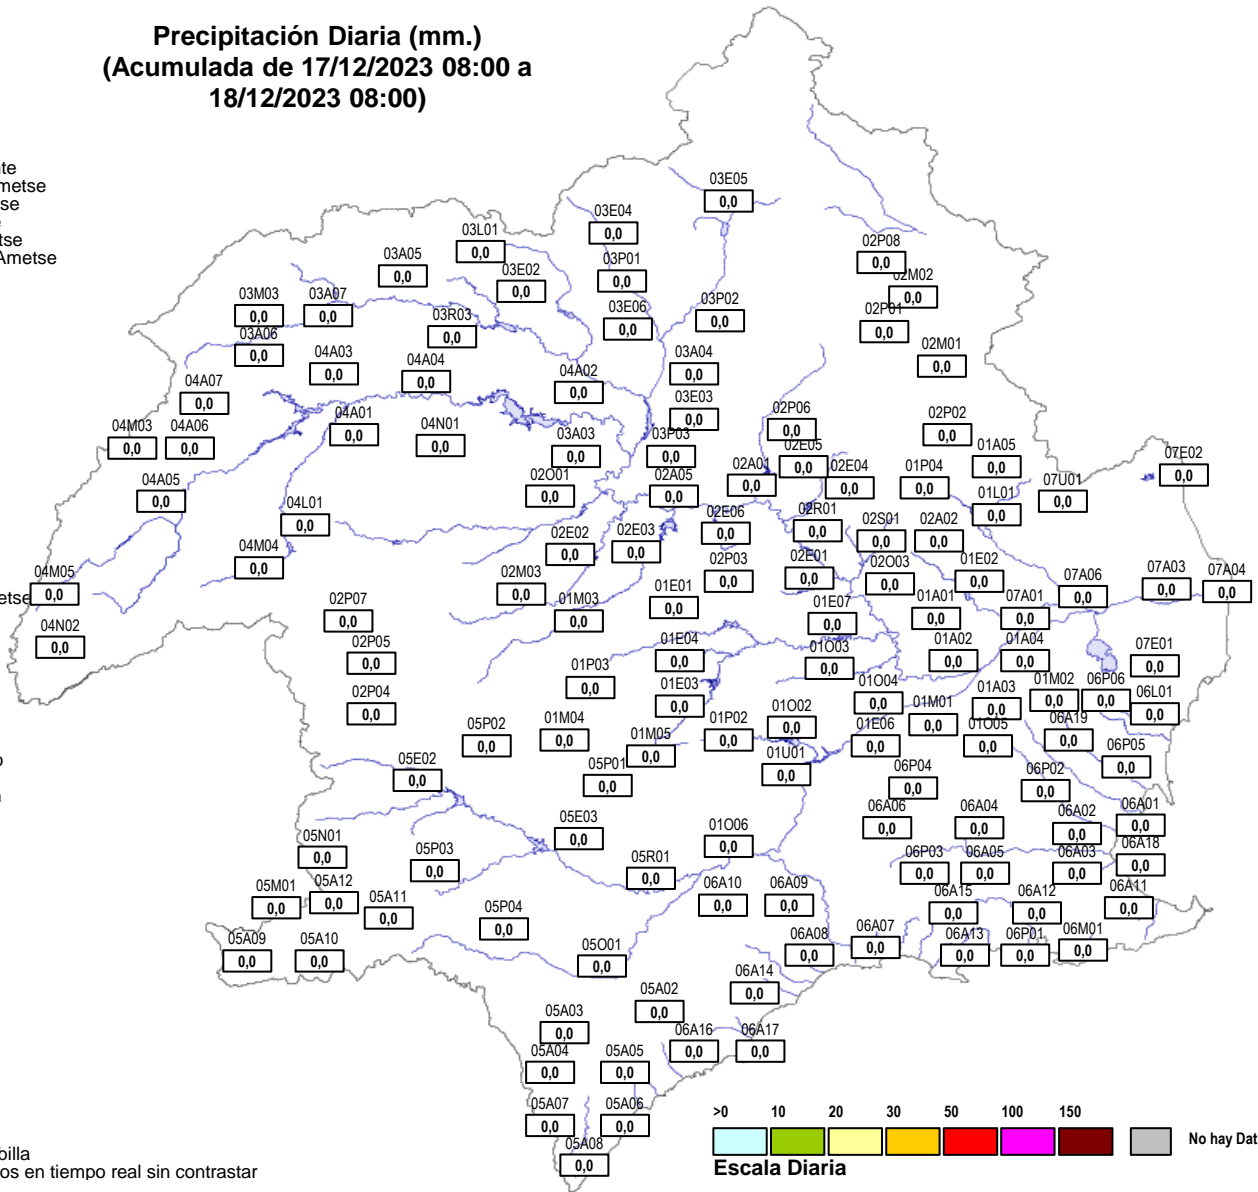 Precipitación Diaria (mm.)
(Acumulada de 17/12/2023 08:00 a
18/12/2023 08:00)
03E05
0,0
03E04
0,0
03L01
0,0
02P08
0,0
03A05
0,0
03P01
0,0
03E02
0,0
02M02
0,0
03M03
0,0
03A07
0,0
03P02
0,0
03R03
0,0
03E06
0,0
02P01
0,0
03A06
0,0
02M01
0,0
04A03
0,0
04A04
0,0
03A04
0,0
04A02
0,0
04A07
0,0
03E03
0,0
04A01
0,0
02P06
0,0
02P02
0,0
04M03
0,0
04A06
0,0
04N01
0,0
03A03
0,0
03P03
0,0
02E05
0,0
01A05
0,0
07E02
0,0
02A01
0,0
02E04
0,0
01P04
0,0
04A05
0,0
02O01
0,0
02A05
0,0
07U01
0,0
01L01
0,0
04L01
0,0
02E06
0,0
02R01
0,0
02S01
0,0
02A02
0,0
02E02
0,0
02E03
0,0
04M04
0,0
02P03
0,0
02E01
0,0
02O03
0,0
01E02
0,0
04M05
0,0
02M03
0,0
07A06
0,0
07A03
0,0
07A04
0,0
etse
01M03
0,0
01E01
0,0
02P07
0,0
01E07
0,0
01A01
0,0
07A01
0,0
04N02
0,0
02P05
0,0
01E04
0,0
01O03
0,0
01A02
0,0
01A04
0,0
07E01
0,0
01P03
0,0
02P04
0,0
01E03
0,0
01O04
0,0
01A03
0,0
01M02
0,0
06P06
0,0
06L01
0,0
05P02
0,0
01M04
0,0
01P02
0,0
01O02
0,0
01M01
0,0
01E06
0,0
01O05
0,0
06A19
0,0
01M05
0,0
06P05
0,0
05E02
0,0
05P01
0,0
01U01
0,0
06P04
0,0
06P02
0,0
05E03
0,0
06A06
0,0
06A04
0,0
06A02
0,0
06A01
0,0
05N01
0,0
05P03
0,0
01O06
0,0
05R01
0,0
06P03
0,0
06A05
0,0
06A03
0,0
06A18
0,0
05M01
0,0
05A12
0,0
05A11
0,0
06A10
0,0
06A09
0,0
06A15
0,0
06A12
0,0
06A11
0,0
05P04
0,0
05A09
0,0
05A10
0,0
05O01
0,0
06A08
0,0
06A07
0,0
06A13
0,0
06P01
0,0
06M01
0,0
06A14
0,0
05A02
0,0
05A03
0,0
06A16
0,0
06A17
0,0
05A04
0,0
05A05
0,0
05A07
0,0
05A06
0,0
05A08
0,0
>0 10 20 30 50 100 150
No hay Dat
Escala Diaria
billa
os en tiempo real sin contrastar